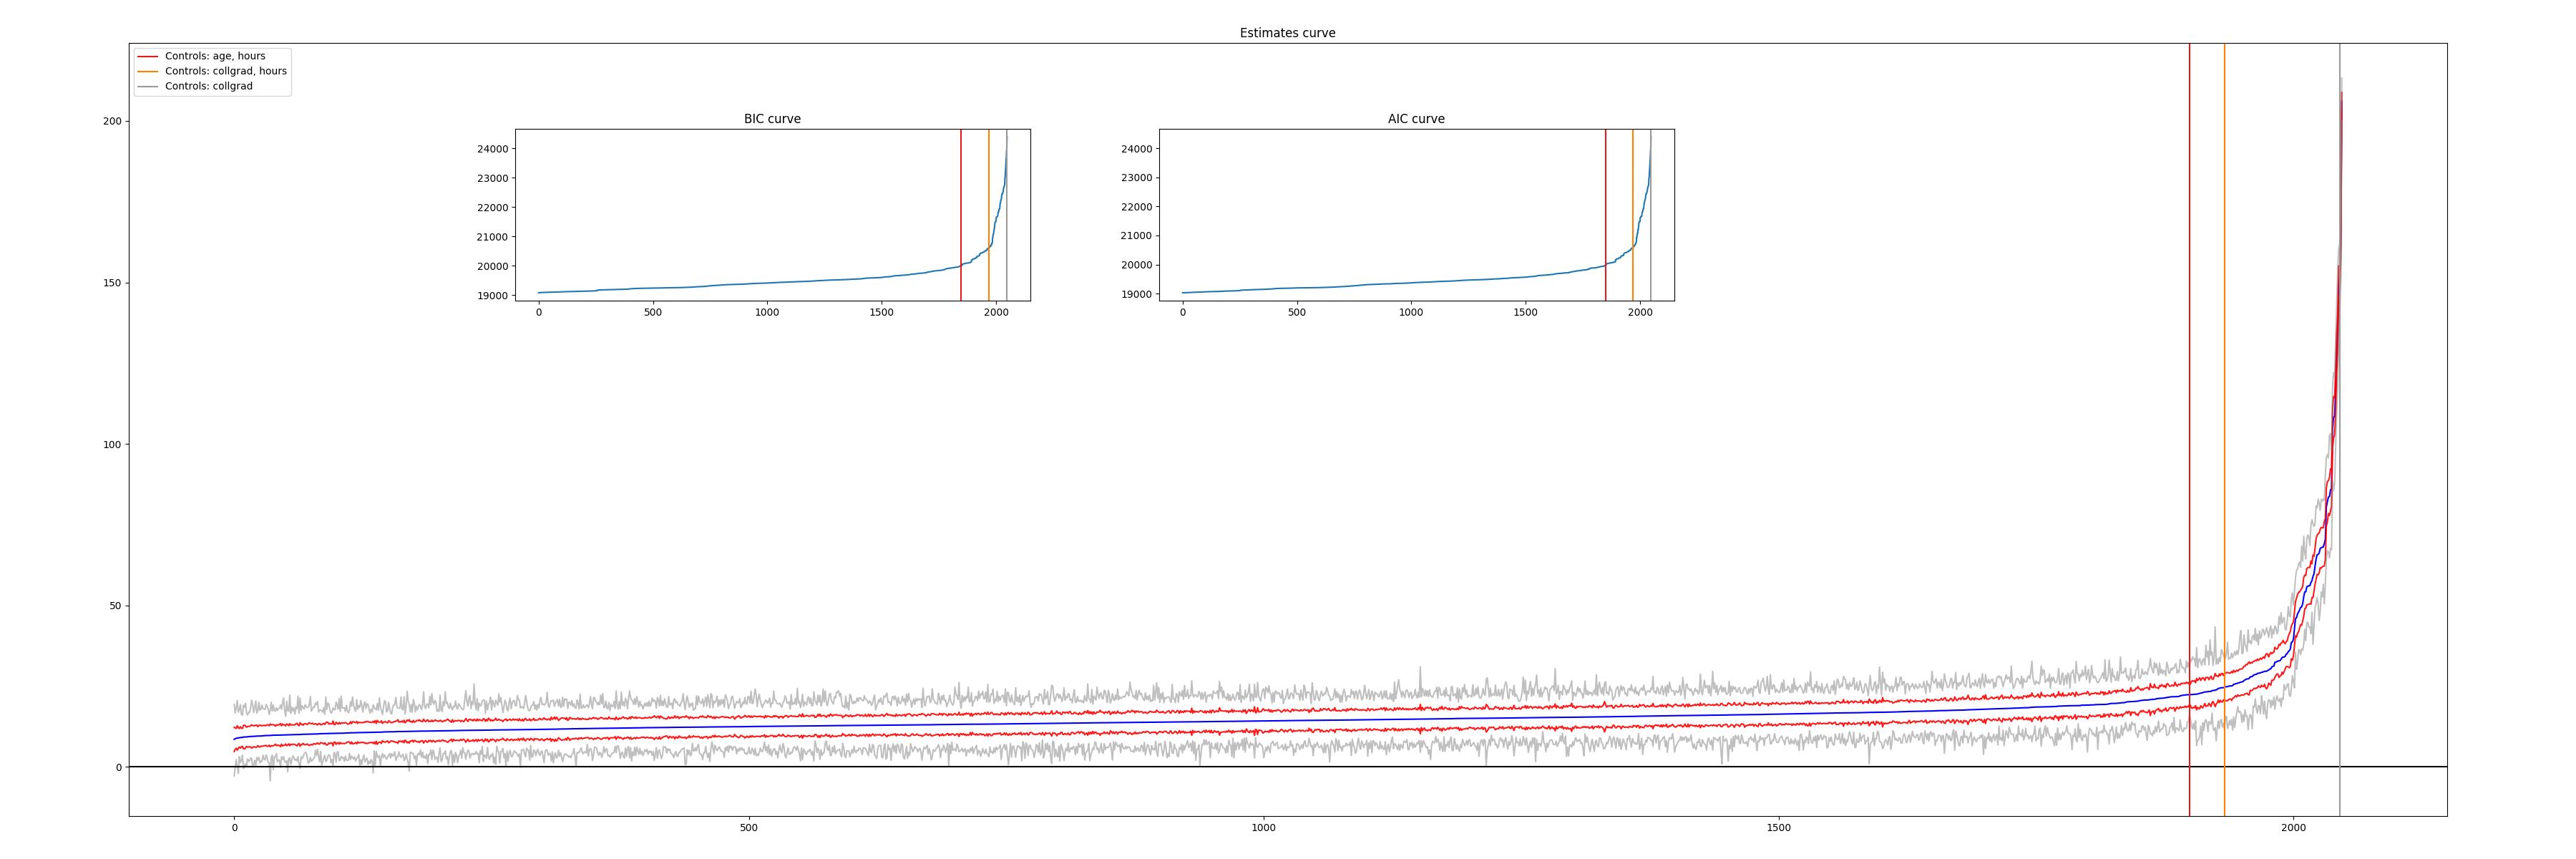 Estimates curve
Controls: age, hours
Controls: collgrad, hours
Controls: collgrad
200
150
100
50
0
0 500 1000 1500 2000
BIC curve
24000
23000
22000
21000
20000
19000
0 500 1000 1500 2000
AIC curve
24000
23000
22000
21000
20000
19000
0 500 1000 1500 2000